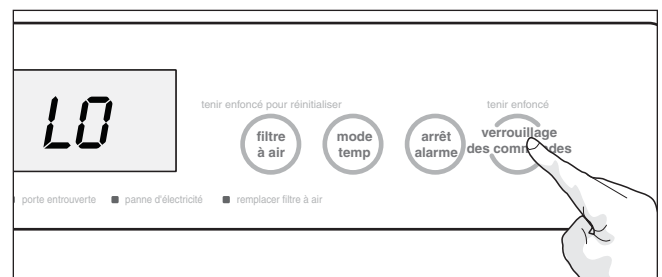 LO
tenir enfoncé pour réinitialiser
tenir enfoncé
filtre
à air
mode
temp
arrêt
alarme
verrouillage
des commandes
porte entrouverte
panne d'électricité
remplacer filtre à air